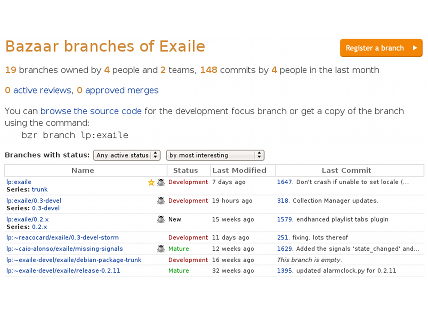 Bazaar branches of Exaile
Register a branch
19 branches owned by 4 people and 2 teams, 148 commits by 4 people in the last month
0 active reviews, 0 approved merges
You can browse the source code for the development focus branch or get a copy of the branch
using the command:
bzr branch lp:exaile
Branches with status: Any active status by most interesting
Name Status Last Modified Last Commit
lp:exaile Development 7 days ago 1647. Don't crash if unable to set locale (...
Series: trunk
lp:exaile/0.3-devel Development 19 hours ago 318. Collection Manager updates.
Series: 0.3-devel
lp:exaile/0.2.x New 15 weeks ago 1579. endhanced playlist tabs plugin
Series: 0.2.x
lp:~reacocard/exaile/0.3-devel-storm Development 11 days ago 251. fixing, lots thereof
lp:~caio-alonso/exaile/missing-signals Mature 12 weeks ago 1629. Added the signals 'state_changed' and...
lp:~exaile-devel/exaile/debian-package-trunk Development 16 weeks ago This branch is empty.
lp:~exaile-devel/exaile/release-0.2.11 Mature 32 weeks ago 1395. updated alarmclock.py for 0.2.11